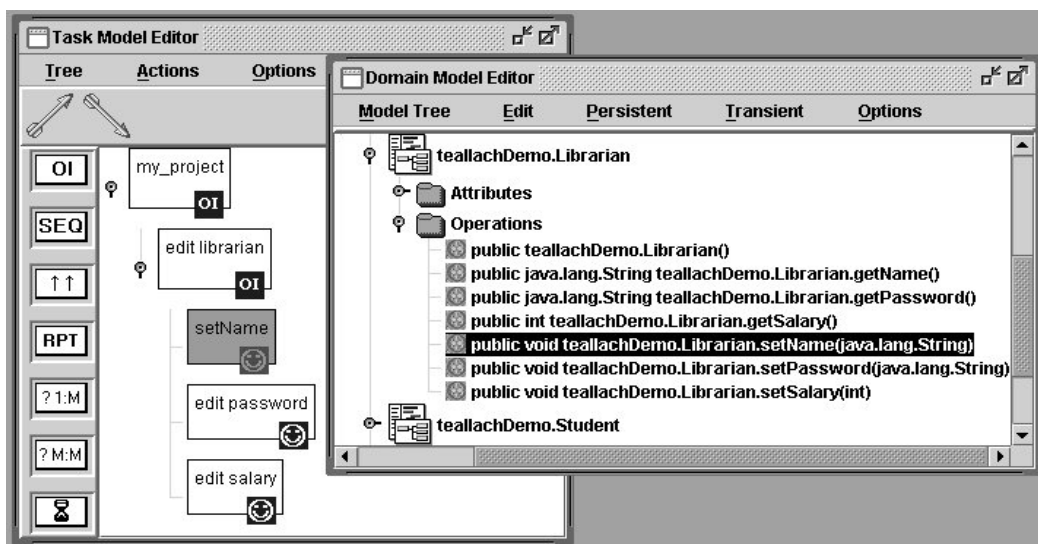 Task Model Editor
Tree Actions Options
OI
SEQ
↑↑
RPT
? 1:M
? M:M
my_project
OI
edit librarian
OI
setName
edit password
edit salary
Domain Model Editor
Model Tree Edit Persistent Transient Options
teallachDemo.Librarian
Attributes
Operations
public teallachDemo.Librarian()
public java.lang.String teallachDemo.Librarian.getName()
public java.lang.String teallachDemo.Librarian.getPassword()
public int teallachDemo.Librarian.getSalary()
public void teallachDemo.Librarian.setName(java.lang.String)
public void teallachDemo.Librarian.setPassword(java.lang.String)
public void teallachDemo.Librarian.setSalary(int)
teallachDemo.Student